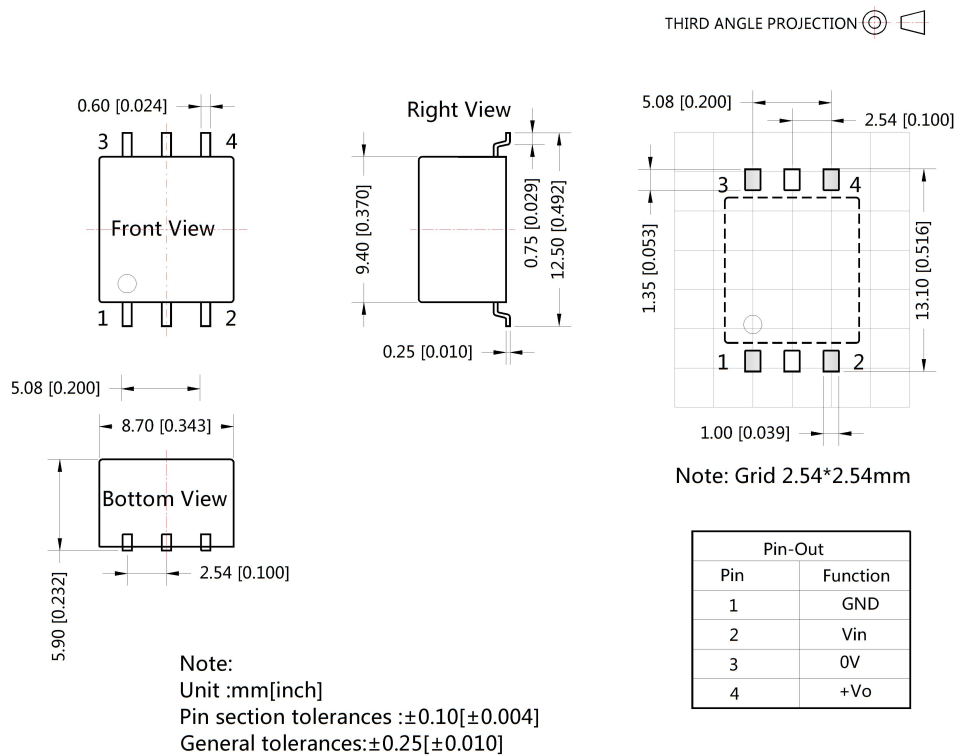 THIRD ANGLE PROJECTION
0.60 [0.024]
3
4
Front View
1
2
Right View
9.40 [0.370]
0.75 [0.029]
12.50 [0.492]
0.25 [0.010]
5.08 [0.200]
2.54 [0.100]
3
4
1.35 [0.053]
13.10 [0.516]
1
2
1.00 [0.039]
Note: Grid 2.54*2.54mm
5.08 [0.200]
8.70 [0.343]
Bottom View
2.54 [0.100]
5.90 [0.232]
Pin-Out
Pin Function
1 GND
2 Vin
3 0V
4 +Vo
Note:
Unit :mm[inch]
Pin section tolerances :±0.10[±0.004]
General tolerances:±0.25[±0.010]